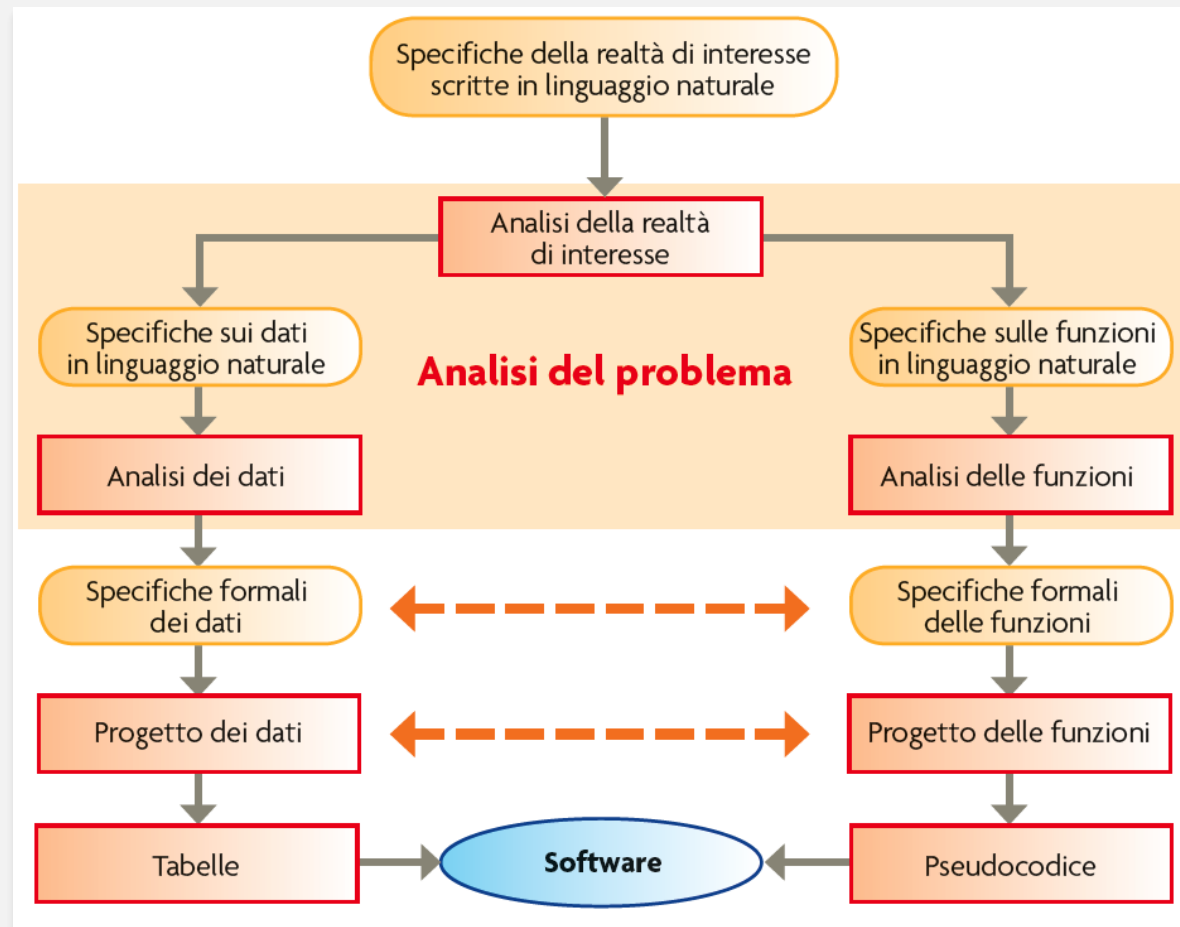 Specifiche della realtà di interesse
scritte in linguaggio naturale
Analisi della realtà
di interesse
Specifiche sui dati
in linguaggio naturale
Specifiche sulle funzioni
in linguaggio naturale
Analisi del problema
Analisi dei dati
Analisi delle funzioni
Specifiche formali
dei dati
Specifiche formali
delle funzioni
Progetto dei dati
Progetto delle funzioni
Tabelle
Software
Pseudocodice